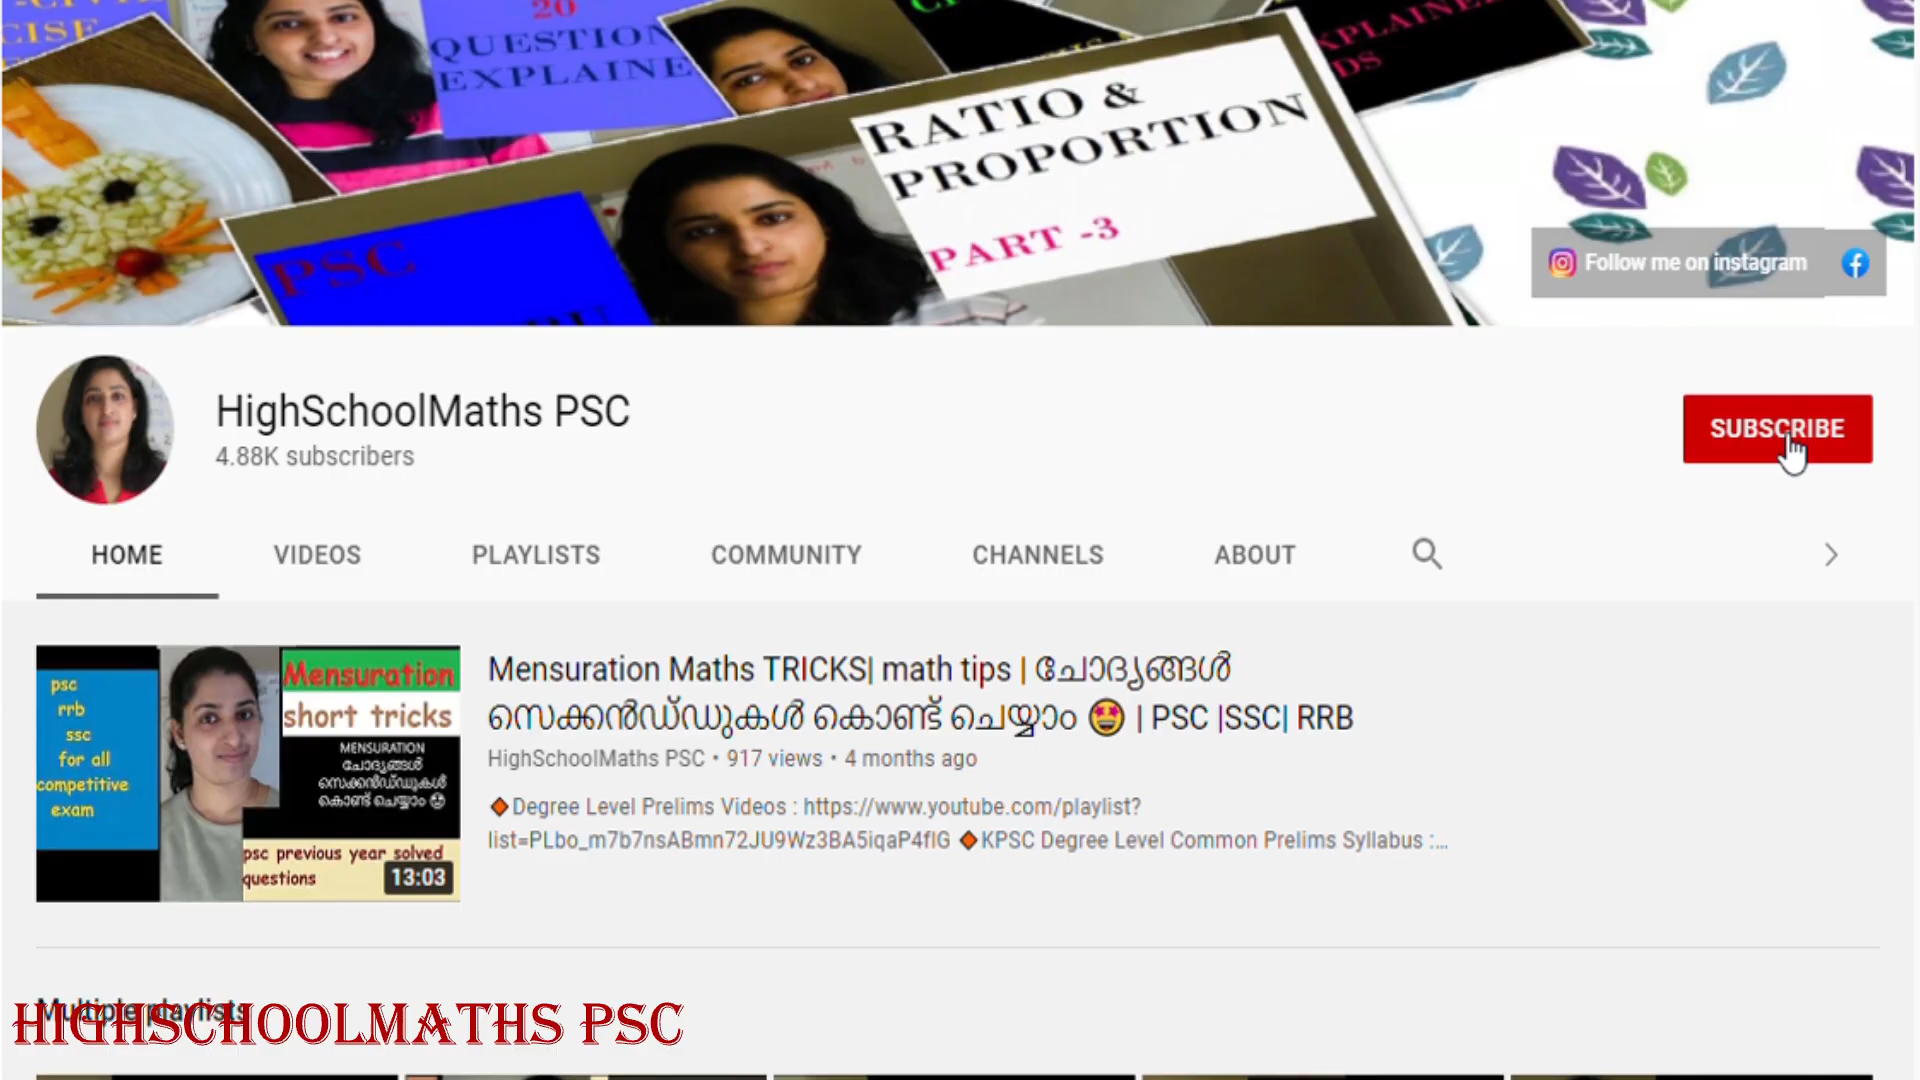 20
QUESTION
EXPLAINE
RATIO &
PROPORTION
PART -3
PSC
Follow me on instagram
HighSchoolMaths PSC
4.88K subscribers
SUBSCRIBE
HOME VIDEOS PLAYLISTS COMMUNITY CHANNELS ABOUT
Mensuration
short tricks
psc
rrb
ssc
for all
competitive
exam
MENSURATION
ചോദ്യങ്ങൾ
സെക്കൻഡ്ഡുകൾ
കൊണ്ട് ചെയ്യാം 🤩
psc previous year solved
questions
13:03
Mensuration Maths TRICKS| math tips | ചോദ്യങ്ങൾ
സെക്കൻഡ്ഡുകൾ കൊണ്ട് ചെയ്യാം 🤩 | PSC |SSC| RRB
HighSchoolMaths PSC • 917 views • 4 months ago
🔶Degree Level Prelims Videos : https://www.youtube.com/playlist?
list=PLbo_m7b7nsABmn72JU9Wz3BA5iqaP4fIG 🔶KPSC Degree Level Common Prelims Syllabus :...
Multiple playlists
HIGHSCHOOLMATHS PSC